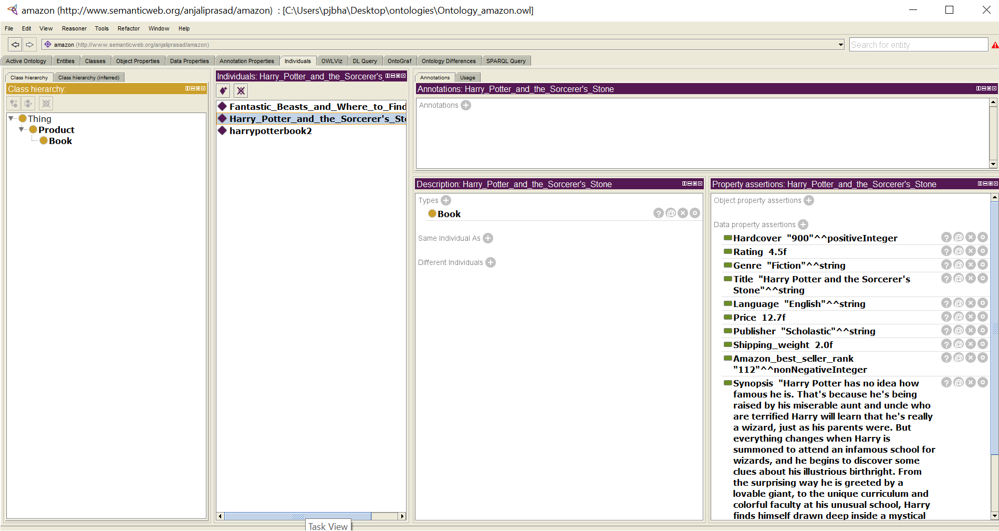 amazon (http://www.semanticweb.org/anjaliprasad/amazon)  : [C:\Users\pjbha\Desktop\ontologies\Ontology_amazon.owl]
File Edit View Reasoner Tools Refactor Window Help
amazon (http://www.semanticweb.org/anjaliprasad/amazon)
Search for entity
Active Ontology Entities Classes Object Properties Data Properties Annotation Properties Individuals OWLViz DL Query OntoGraf Ontology Differences SPARQL Query
Class hierarchy Class hierarchy (inferred)
Class hierarchy:
Thing
Product
Book
Individuals: Harry_Potter_and_the_Sorcerer's_
Fantastic_Beasts_and_Where_to_Find
Harry_Potter_and_the_Sorcerer's_Sto
harrypotterbook2
Annotations Usage
Annotations: Harry_Potter_and_the_Sorcerer's_Stone
Annotations
Description: Harry_Potter_and_the_Sorcerer's_Stone
Types
Book
Same Individual As
Different Individuals
Property assertions: Harry_Potter_and_the_Sorcerer's_Stone
Object property assertions
Data property assertions
Hardcover "900"^^positiveInteger
Rating 4.5f
Genre "Fiction"^^string
Title "Harry Potter and the Sorcerer's
Stone"^^string
Language "English"^^string
Price 12.7f
Publisher "Scholastic"^^string
Shipping_weight 2.0f
Amazon_best_seller_rank
"112"^^nonNegativeInteger
Synopsis "Harry Potter has no idea how
famous he is. That's because he's being
raised by his miserable aunt and uncle who
are terrified Harry will learn that he's really
a wizard, just as his parents were. But
everything changes when Harry is
summoned to attend an infamous school for
wizards, and he begins to discover some
clues about his illustrious birthright. From
the surprising way he is greeted by a
lovable giant, to the unique curriculum and
colorful faculty at his unusual school, Harry
finds himself drawn deep inside a mystical
Task View